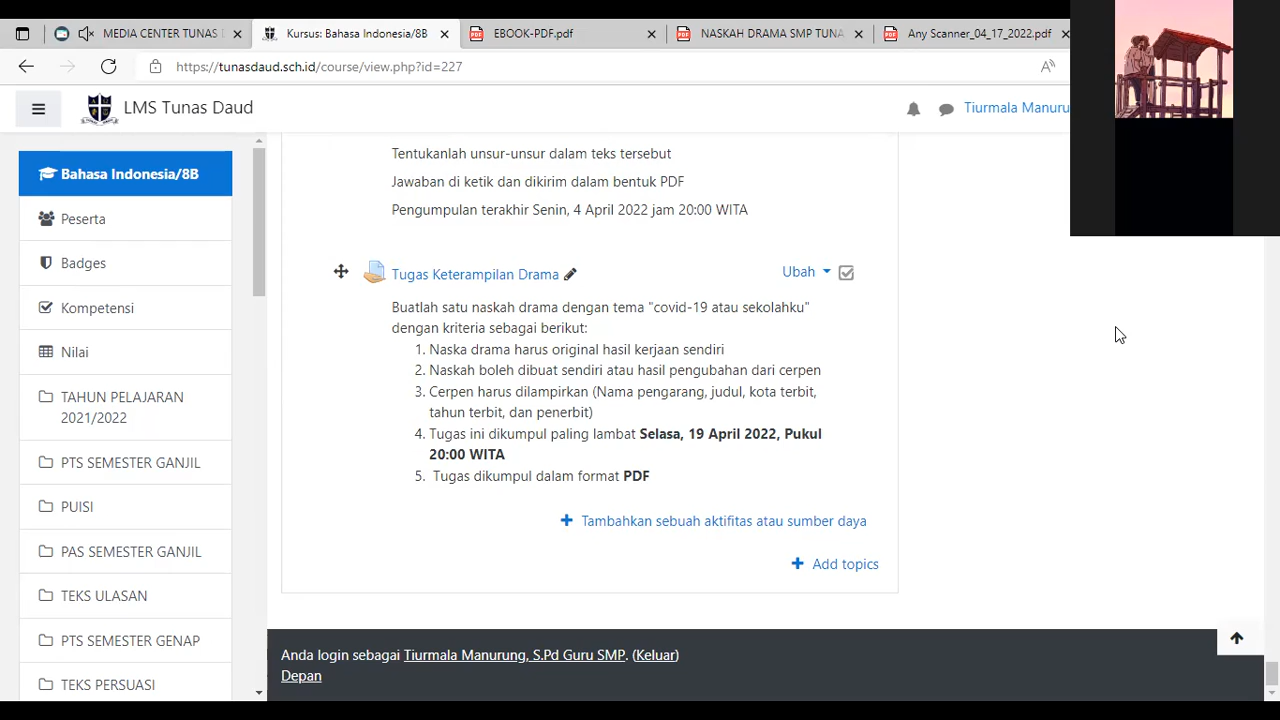 MEDIA CENTER TUNAS
Kursus: Bahasa Indonesia/8B
EBOOK-PDF.pdf
NASKAH DRAMA SMP TUNA
Any Scanner_04_17_2022.pdf
https://tunasdaud.sch.id/course/view.php?id=227
LMS Tunas Daud
Tiurmala Manuru
Bahasa Indonesia/8B
Peserta
Badges
Kompetensi
Nilai
TAHUN PELAJARAN
2021/2022
PTS SEMESTER GANJIL
PUISI
PAS SEMESTER GANJIL
TEKS ULASAN
PTS SEMESTER GENAP
TEKS PERSUASI
Tentukanlah unsur-unsur dalam teks tersebut
Jawaban di ketik dan dikirim dalam bentuk PDF
Pengumpulan terakhir Senin, 4 April 2022 jam 20:00 WITA
Tugas Keterampilan Drama
Ubah
Buatlah satu naskah drama dengan tema "covid-19 atau sekolahku"
dengan kriteria sebagai berikut:
1. Naska drama harus original hasil kerjaan sendiri
2. Naskah boleh dibuat sendiri atau hasil pengubahan dari cerpen
3. Cerpen harus dilampirkan (Nama pengarang, judul, kota terbit,
tahun terbit, dan penerbit)
4. Tugas ini dikumpul paling lambat Selasa, 19 April 2022, Pukul
20:00 WITA
5. Tugas dikumpul dalam format PDF
Tambahkan sebuah aktifitas atau sumber daya
Add topics
Anda login sebagai Tiurmala Manurung, S.Pd Guru SMP. (Keluar)
Depan